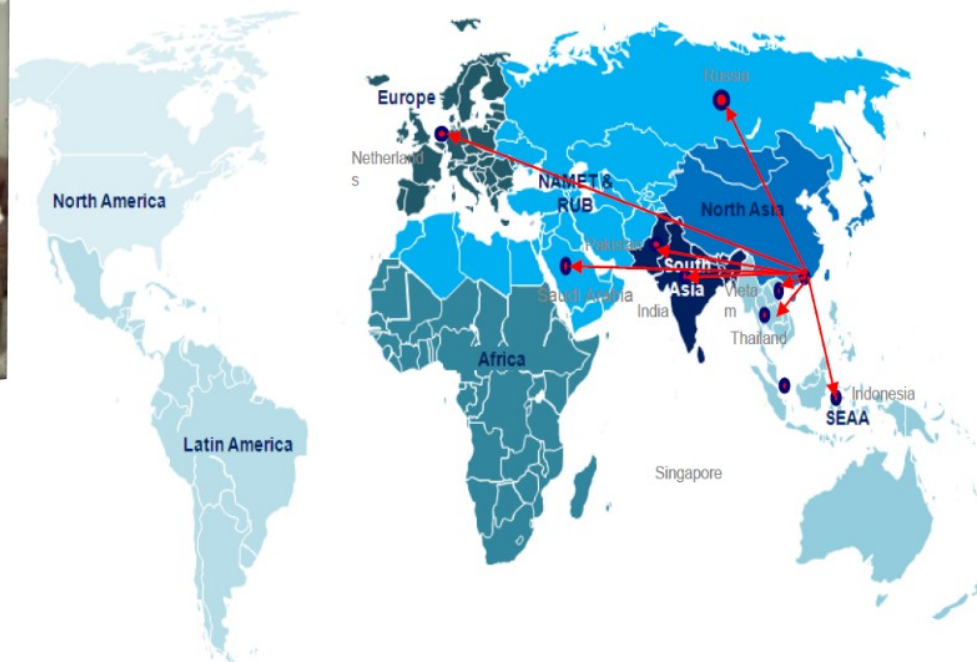 Russia
Europe
Netherland
s
NAMET &
RUB
North America
North Asia
Pakistan
South
Asia
Saudi Arabia
India
Vieta
m
Thailand
Africa
Indonesia
SEAA
Latin America
Singapore